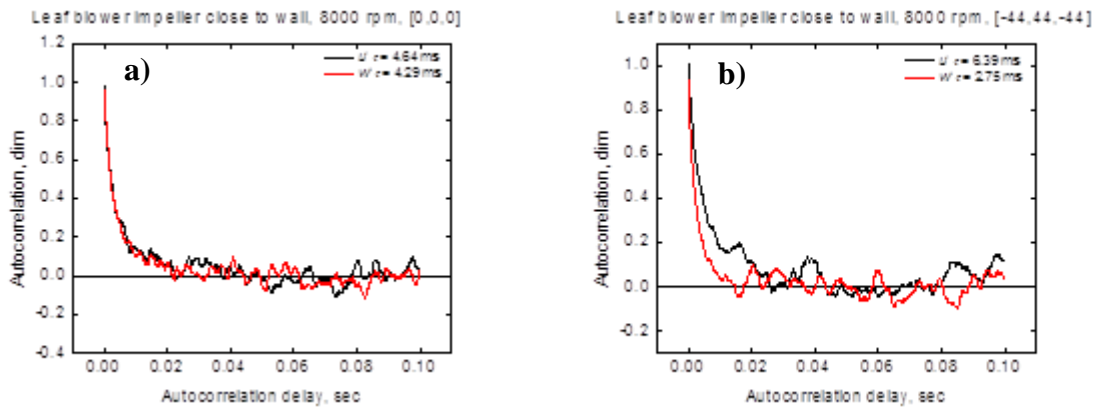 Leaf blower impeller close to wall, 8000 rpm, [0,0,0]
a)
u τ = 4.64 ms
w τ = 4.29 ms
1.2
1.0
0.8
0.6
0.4
0.2
0.0
-0.2
-0.4
Autocorrelation, dim
0.00 0.02 0.04 0.06 0.08 0.10
Autocorrelation delay, sec
Leaf blower impeller close to wall, 8000 rpm, [-44,44,-44]
b)
u τ = 6.39 ms
w τ = 2.75 ms
1.0
0.8
0.6
0.4
0.2
0.0
-0.2
Autocorrelation, dim
0.00 0.02 0.04 0.06 0.08 0.10
Autocorrelation delay, sec